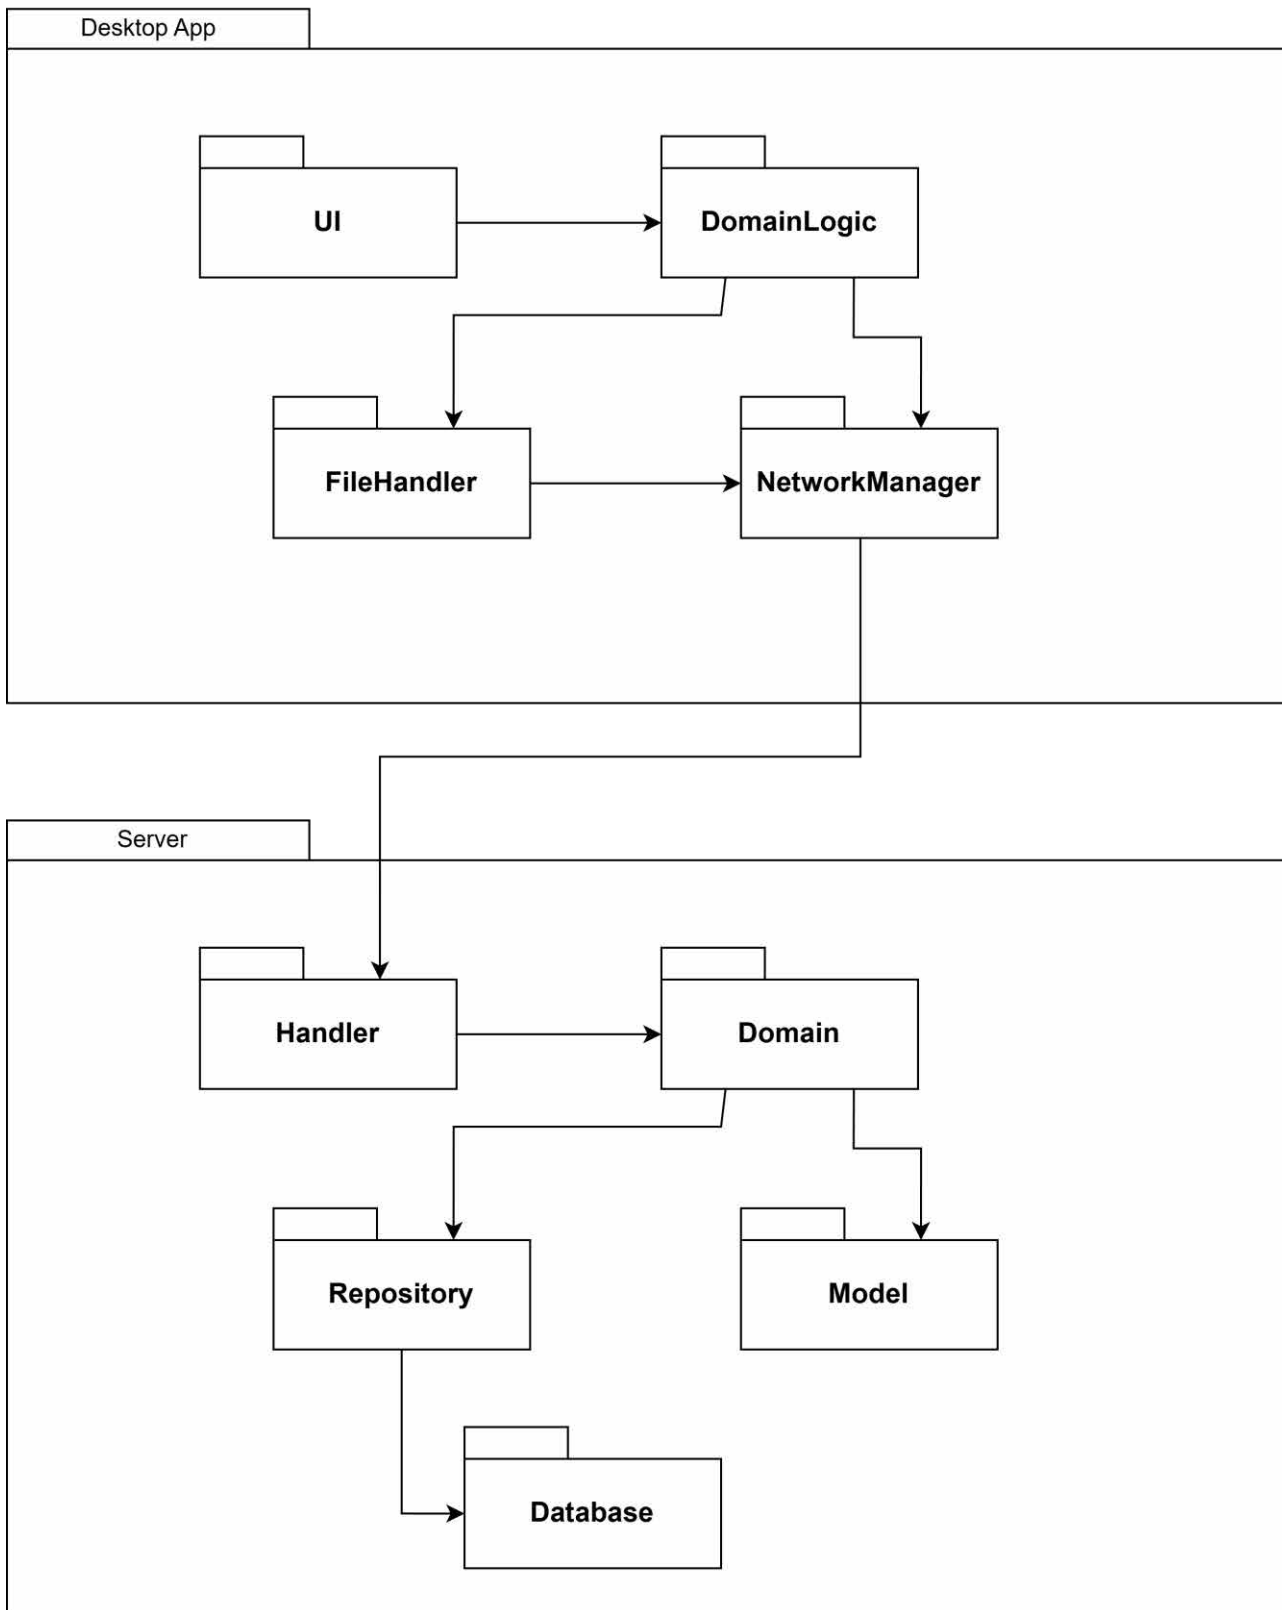 Desktop App
UI
DomainLogic
FileHandler
NetworkManager
Server
Handler
Domain
Repository
Model
Database